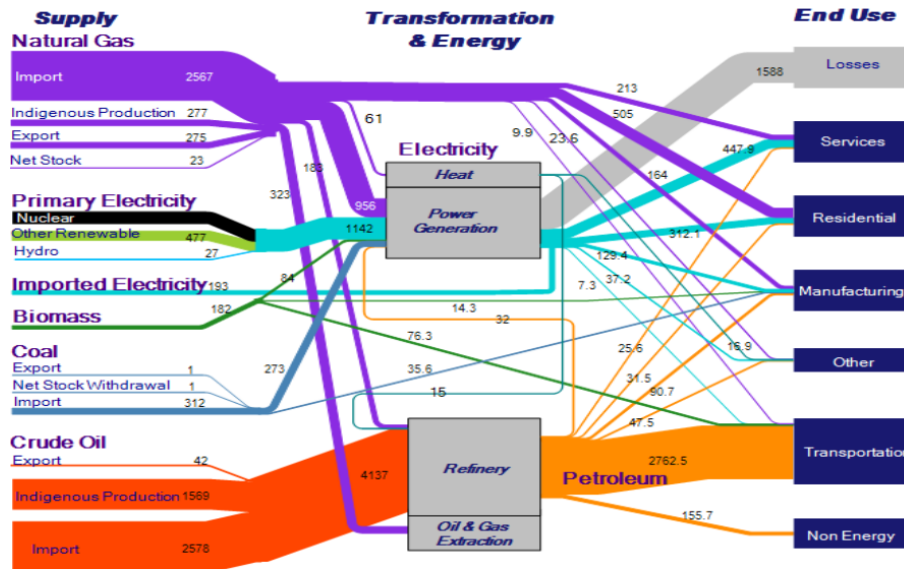 Supply
Transformation
& Energy
End Use
Natural Gas
Import 2567
Indigenous Production 277
Export 275
Net Stock 23
Primary Electricity
Nuclear
Other Renewable 477
Hydro 27
Imported Electricity 193
Biomass 182
Coal
Export 1
Net Stock Withdrawal 1
Import 312
Crude Oil
Export 42
Indigenous Production 1569
Import 2578
61
183
323
956
1142
84
273
4137
Electricity
Heat
Power
Generation
14.3
32
35.6
15
76.3
Refinery
Oil & Gas
Extraction
Petroleum
9.9
23.6
213
505
1588
447.9
164
312.1
129.4
37.2
7.3
16.9
25.6
31.5
90.7
47.5
2762.5
155.7
Losses
Services
Residential
Manufacturing
Other
Transportation
Non Energy